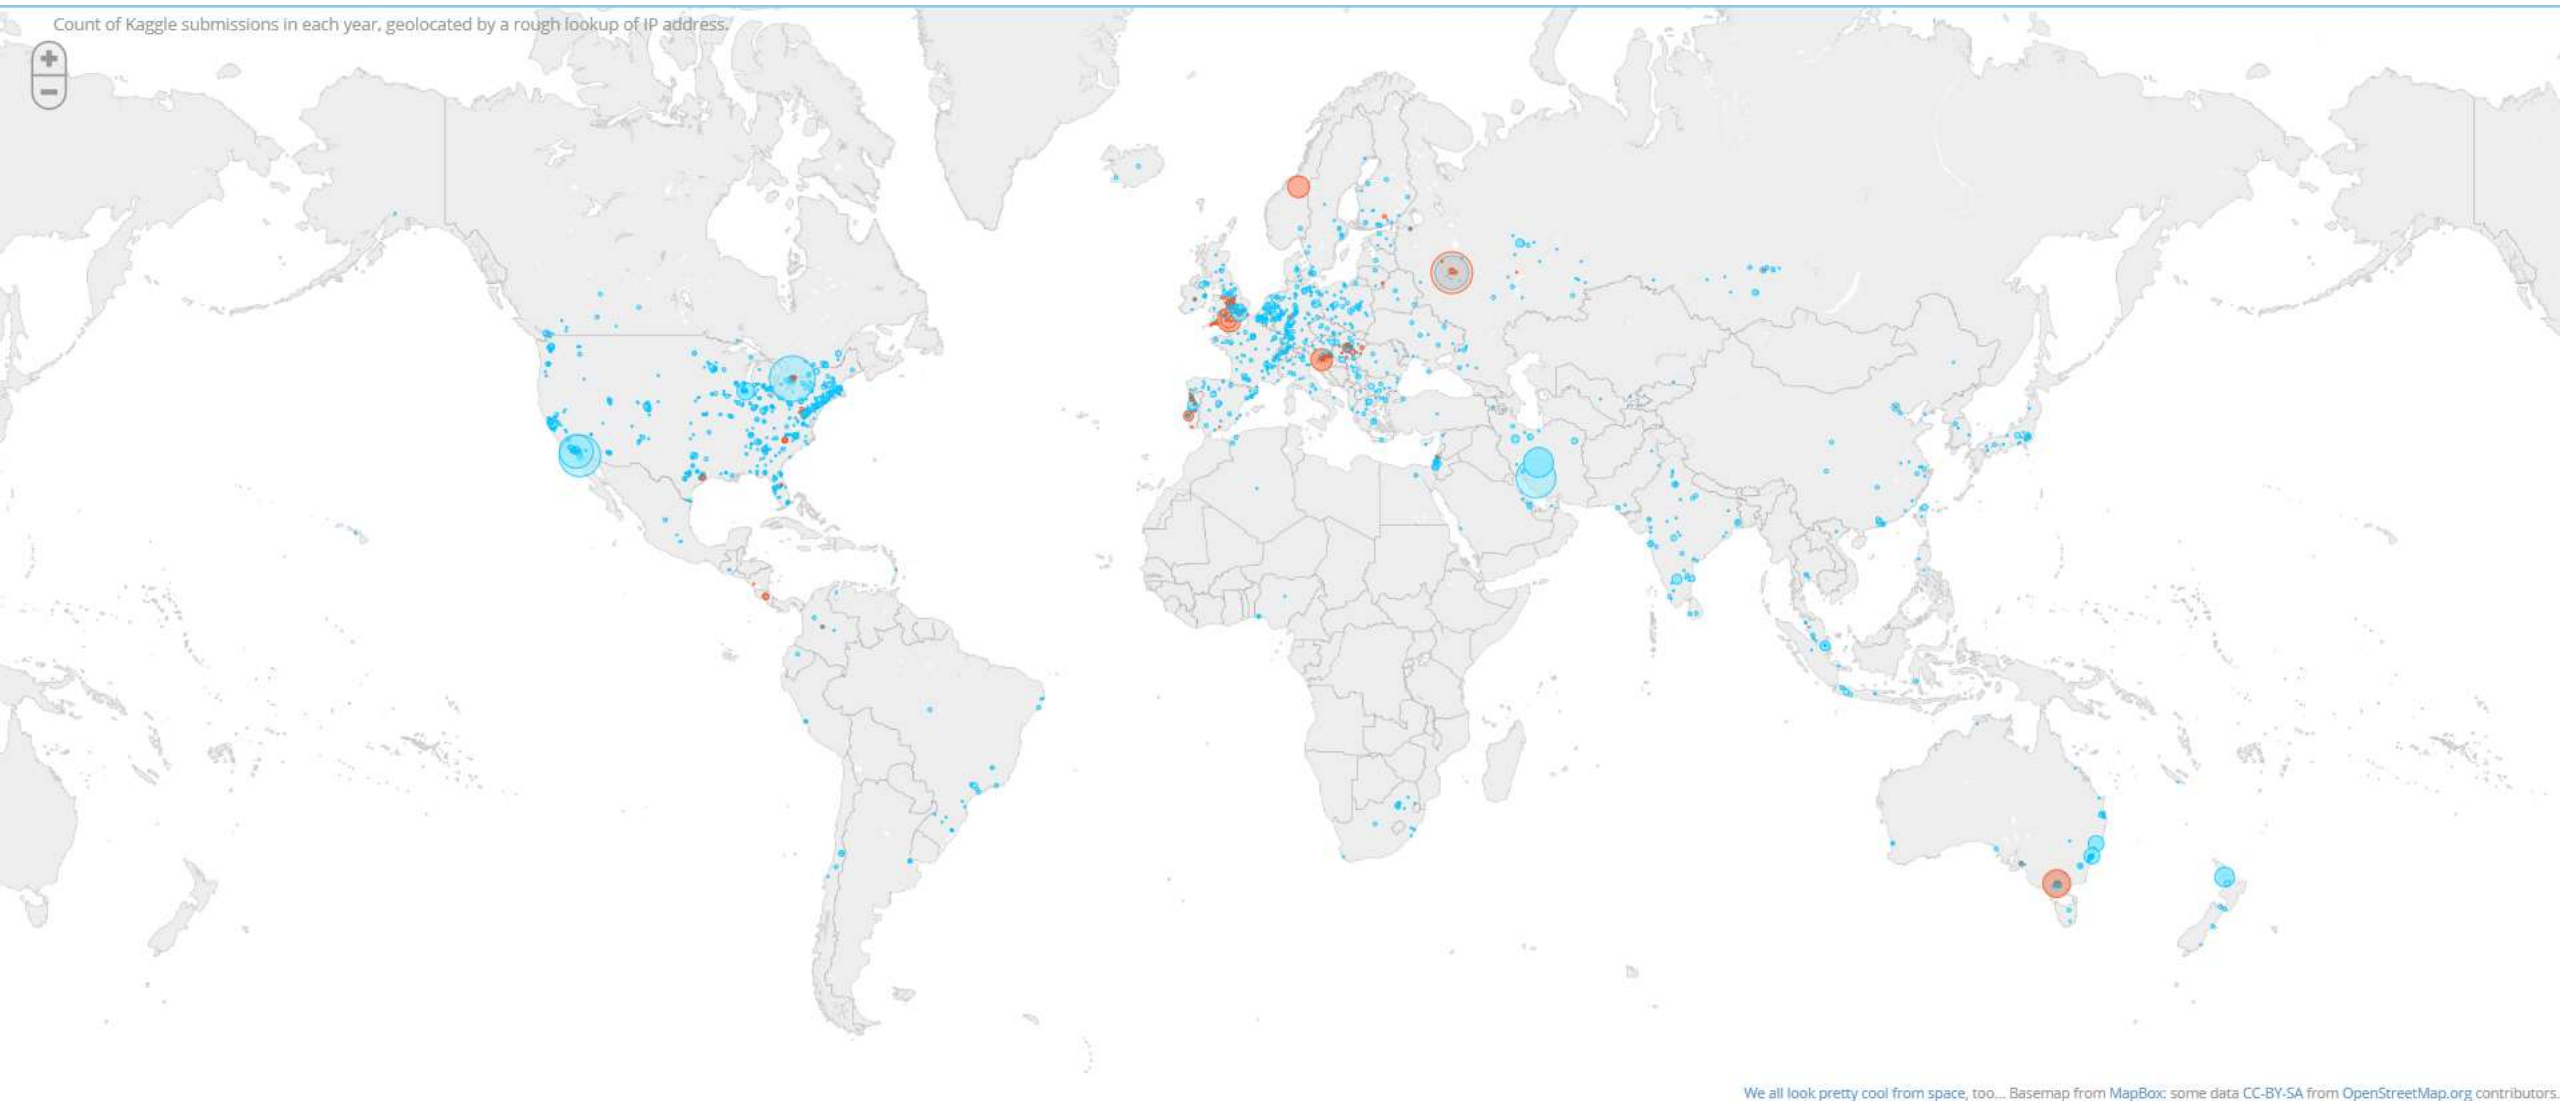 Count of Kaggle submissions in each year, geolocated by a rough lookup of IP address.
+
−
We all look pretty cool from space, too... Basemap from MapBox: some data CC-BY-SA from OpenStreetMap.org contributors.